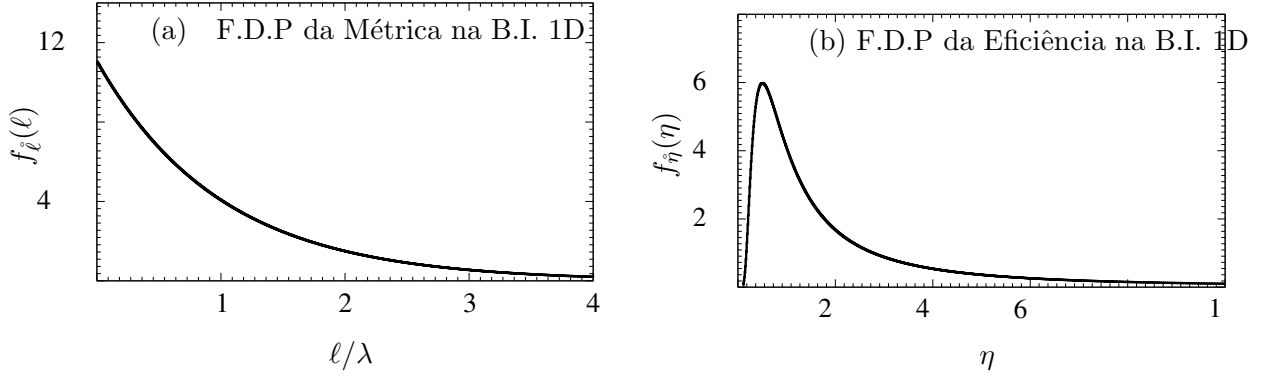 (a) F.D.P da Métrica na B.I. 1D
12
4
f_ℓ̊(ℓ)
1 2 3 4
ℓ/λ
(b) F.D.P da Eficiência na B.I. 1D
6
4
2
f_η̊(η)
2 4 6 1
η